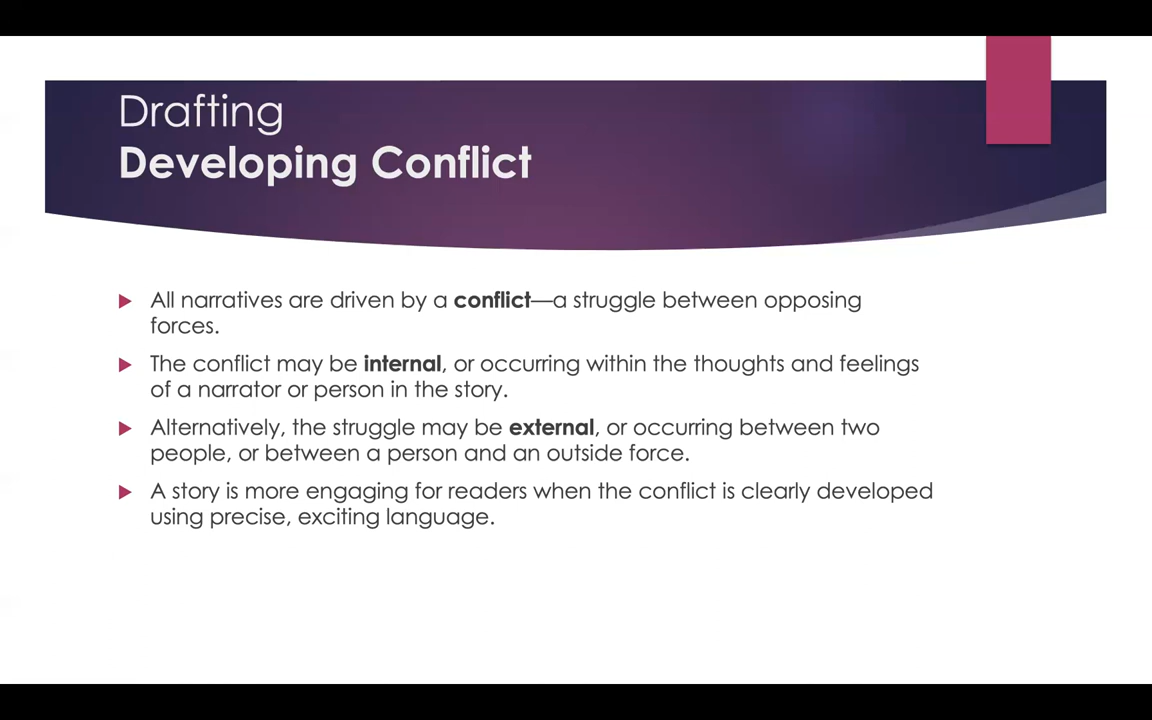 Drafting
Developing Conflict
All narratives are driven by a conflict—a struggle between opposing
forces.
The conflict may be internal, or occurring within the thoughts and feelings
of a narrator or person in the story.
Alternatively, the struggle may be external, or occurring between two
people, or between a person and an outside force.
A story is more engaging for readers when the conflict is clearly developed
using precise, exciting language.